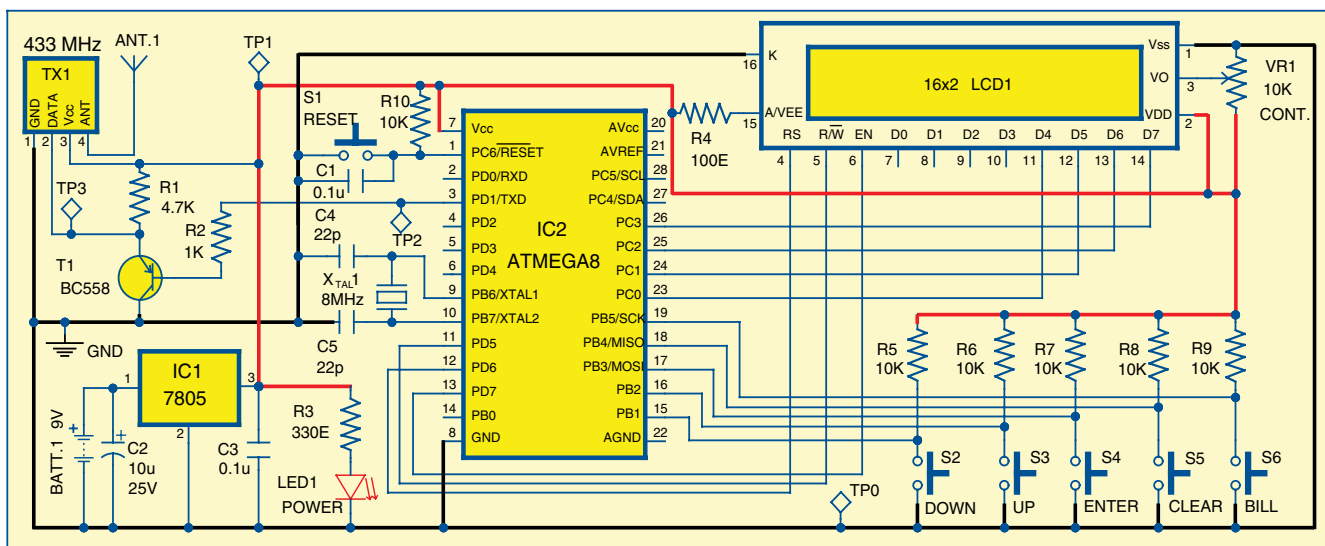 433 MHz
ANT.1
TX1
GND
DATA
Vcc
ANT
1
2
3
4
TP1
TP3
R1
4.7K
R2
1K
T1
BC558
GND
S1
RESET
R10
10K
C1
0.1u
C4
22p
TP2
XTAL1
8MHz
C5
22p
IC1
7805
1
2
3
BATT.1 9V
+
C2
10u
25V
+
C3
0.1u
R3
330E
LED1
POWER
IC2
ATMEGA8
7 Vcc
1 PC6/RESET
2 PD0/RXD
3 PD1/TXD
4 PD2
5 PD3
6 PD4
9 PB6/XTAL1
10 PB7/XTAL2
11 PD5
12 PD6
13 PD7
14 PB0
8 GND
AVcc 20
AVREF 21
PC5/SCL 28
PC4/SDA 27
PC3 26
PC2 25
PC1 24
PC0 23
PB5/SCK 19
PB4/MISO 18
PB3/MOSI 17
PB2 16
PB1 15
AGND 22
R4
100E
16x2 LCD1
K
16
A/VEE
15
Vss
1
VO
3
VDD
2
RS R/W EN D0 D1 D2 D3 D4 D5 D6 D7
4 5 6 7 8 9 10 11 12 13 14
VR1
10K
CONT.
R5
10K
R6
10K
R7
10K
R8
10K
R9
10K
S2
DOWN
S3
UP
S4
ENTER
S5
CLEAR
S6
BILL
TP0